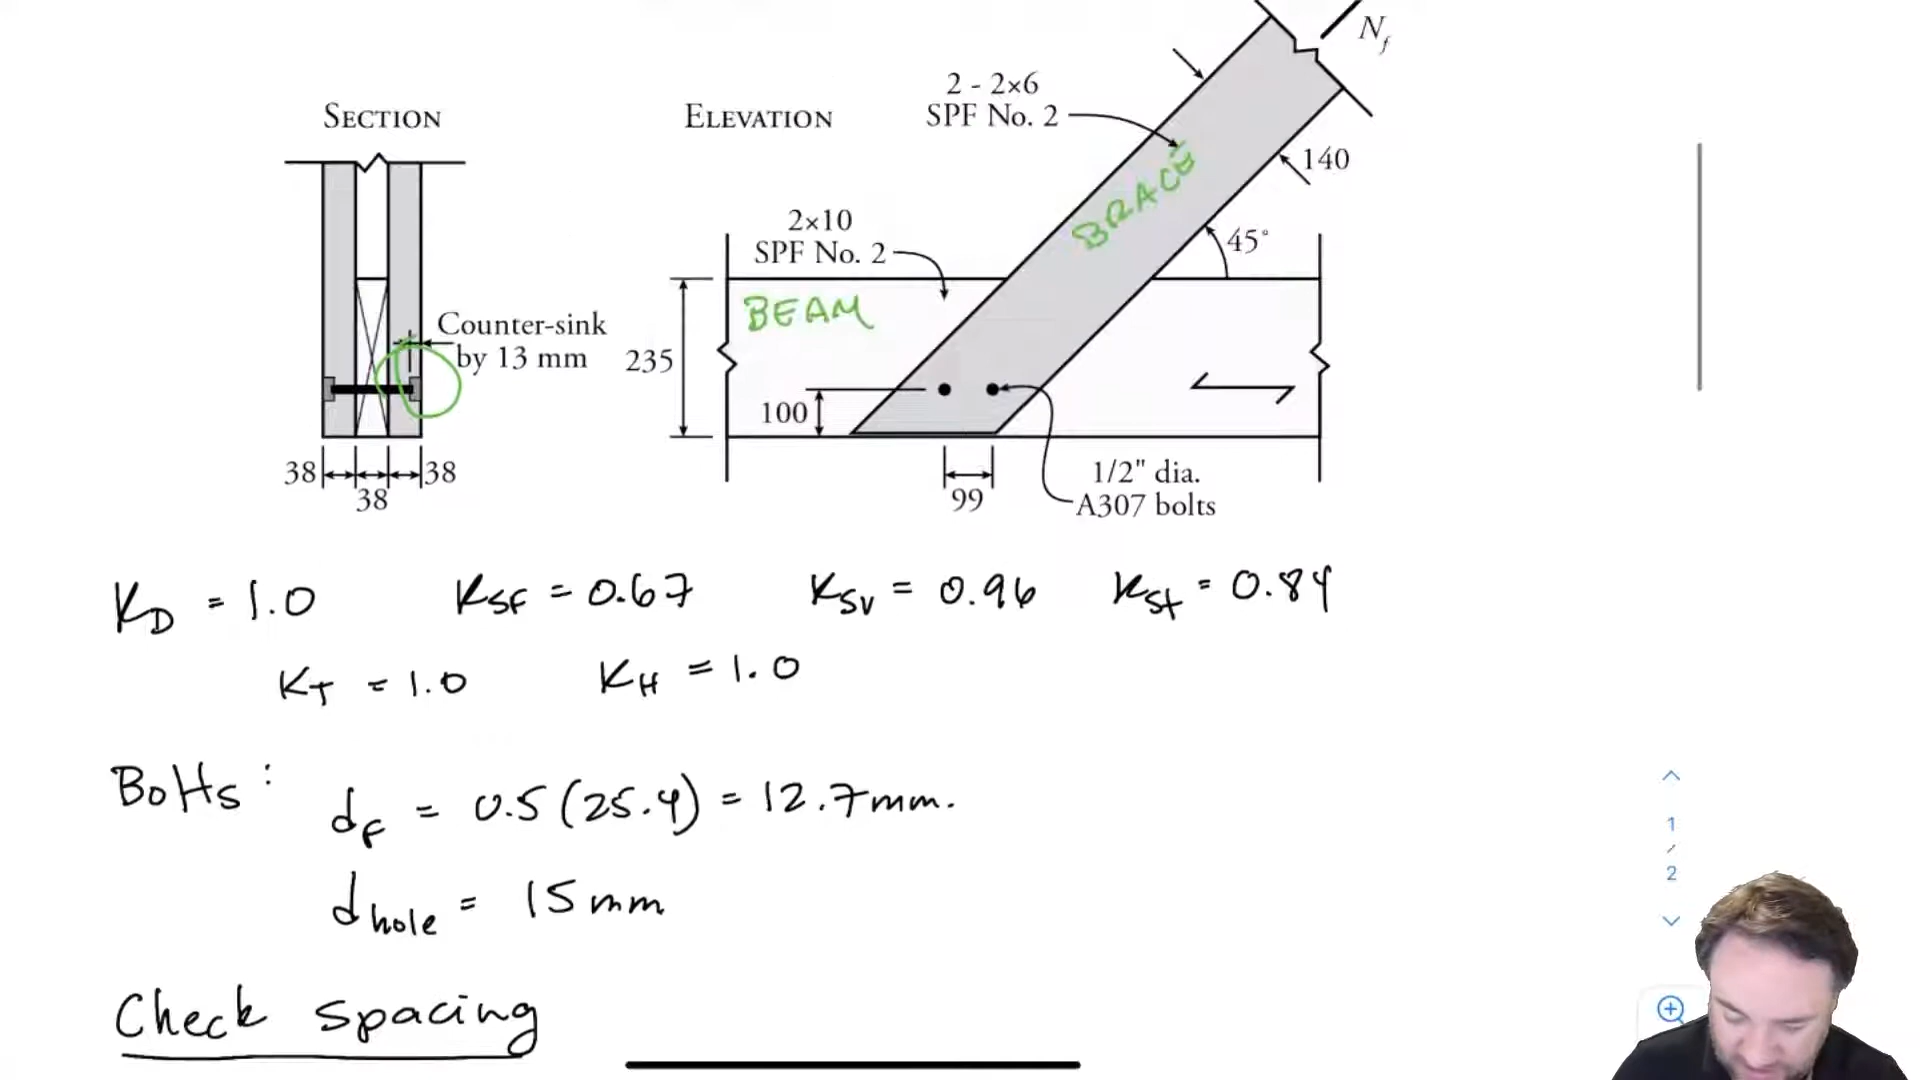 N_f
2 - 2×6
SPF No. 2
SECTION
ELEVATION
BRACE
140
2×10
SPF No. 2
45°
BEAM
Counter-sink
by 13 mm
235
100
38
38
38
99
1/2" dia.
A307 bolts
K_D = 1.0 K_SF = 0.67 K_Sv = 0.96 K_St = 0.84
K_T = 1.0 K_H = 1.0
Bolts: d_F = 0.5(25.4) = 12.7mm.
d_hole = 15mm
1
/
2
Check spacing